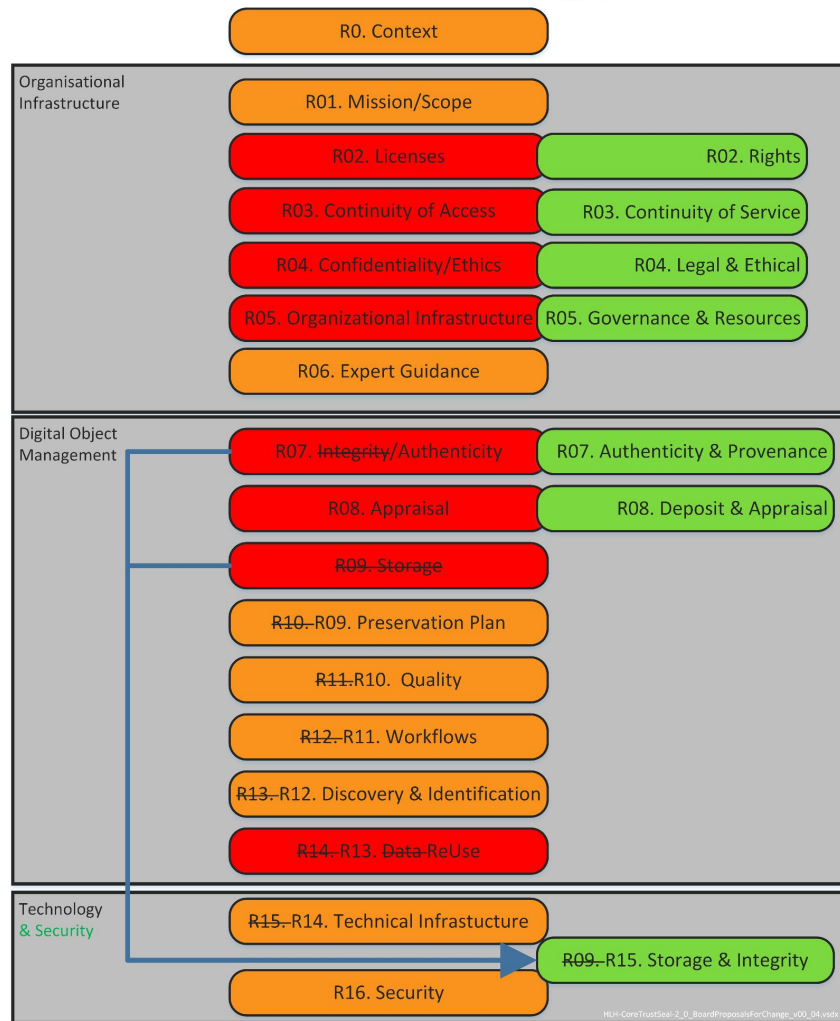 R0. Context
Organisational
Infrastructure
R01. Mission/Scope
R02. Licenses
R02. Rights
R03. Continuity of Access
R03. Continuity of Service
R04. Confidentiality/Ethics
R04. Legal & Ethical
R05. Organizational Infrastructure
R05. Governance & Resources
R06. Expert Guidance
Digital Object
Management
R07. Integrity/Authenticity
R07. Authenticity & Provenance
R08. Appraisal
R08. Deposit & Appraisal
R09. Storage
R10. R09. Preservation Plan
R11.R10. Quality
R12. R11. Workflows
R13. R12. Discovery & Identification
R14. R13. Data ReUse
Technology
& Security
R15. R14. Technical Infrastucture
R09. R15. Storage & Integrity
R16. Security
HLH-CoreTrustSeal-2_0_BoardProposalsForChange_v00_04.vsdx